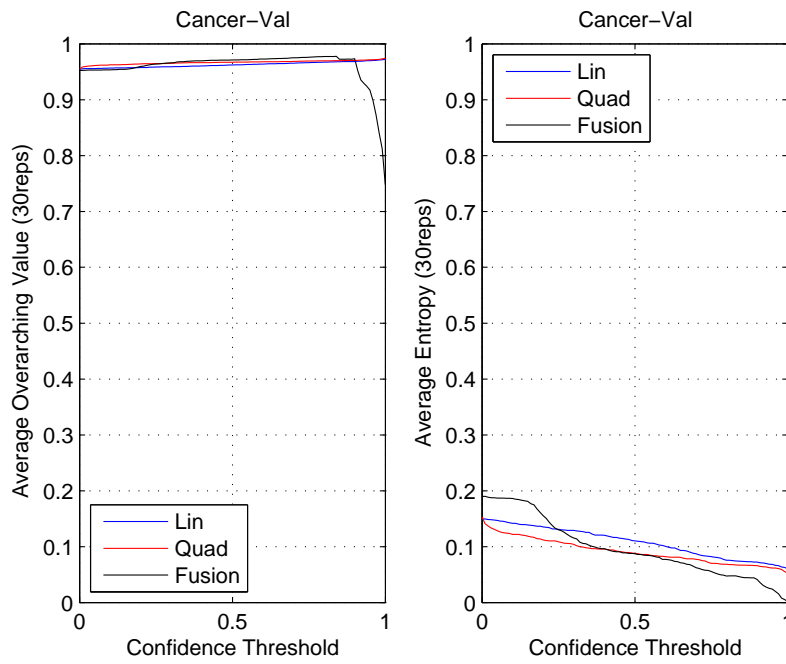 Cancer−Val
1
0.9
0.8
0.7
0.6
0.5
0.4
0.3
0.2
0.1
0
Average Overarching Value (30reps)
Lin
Quad
Fusion
0 0.5 1
Confidence Threshold
Cancer−Val
1
0.9
0.8
0.7
0.6
0.5
0.4
0.3
0.2
0.1
0
Average Entropy (30reps)
Lin
Quad
Fusion
0 0.5 1
Confidence Threshold